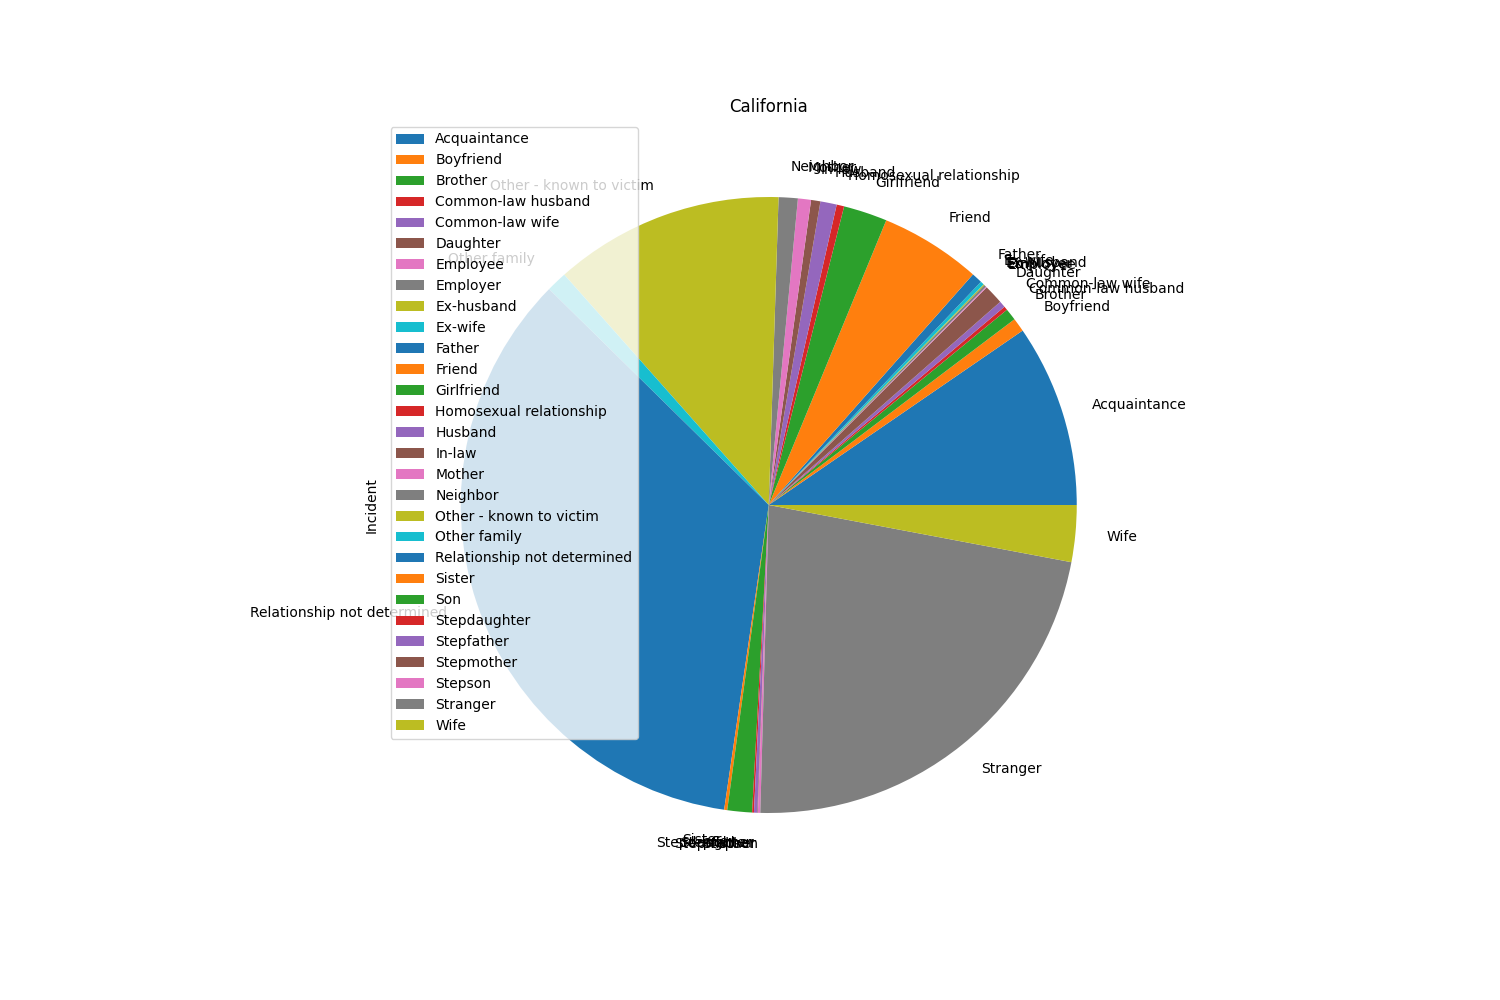 California
Acquaintance
Boyfriend
Brother
Common-law husband
Common-law wife
Daughter
Employee
Employer
Ex-husband
Ex-wife
Father
Friend
Girlfriend
Homosexual relationship
Husband
In-law
Mother
Neighbor
Other - known to victim
Other family
Relationship not determined
Sister
Son
Stepdaughter
Stepfather
Stepmother
Stepson
Stranger
Wife
Incident
Neighbor
Homosexual relationship
Girlfriend
Friend
Father
Daughter
Common-law wife
Common-law husband
Brother
Boyfriend
Acquaintance
Wife
Stranger
Other - known to victim
Other family
Relationship not determined
Sister